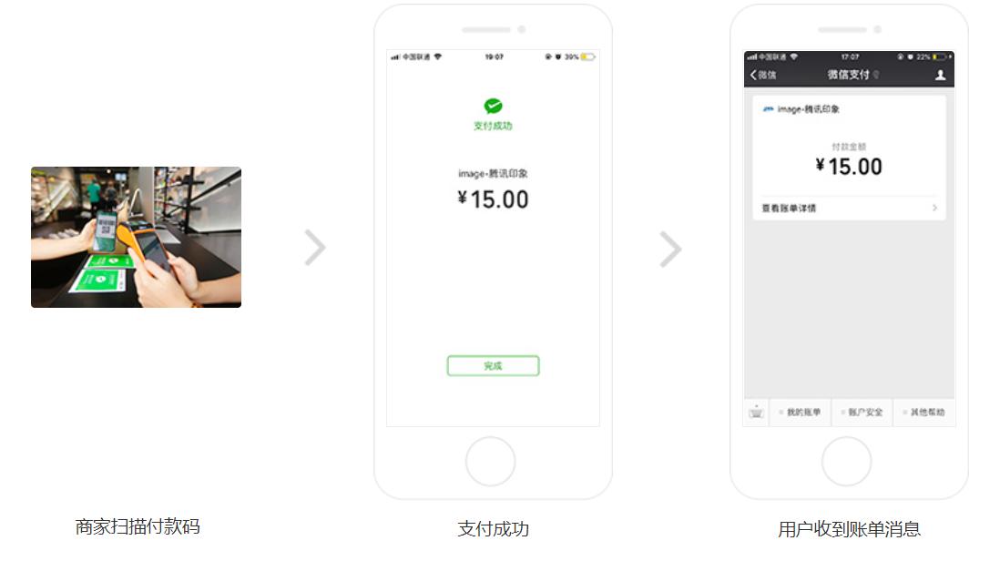 商家扫描付款码
中国联通 19:07 39%
支付成功
image-腾讯印象
¥15.00
完成
支付成功
中国联通 17:07 22%
微信 微信支付
image-腾讯印象
付款金额
¥15.00
查看账单详情
我的账单 账户安全 其他帮助
用户收到账单消息